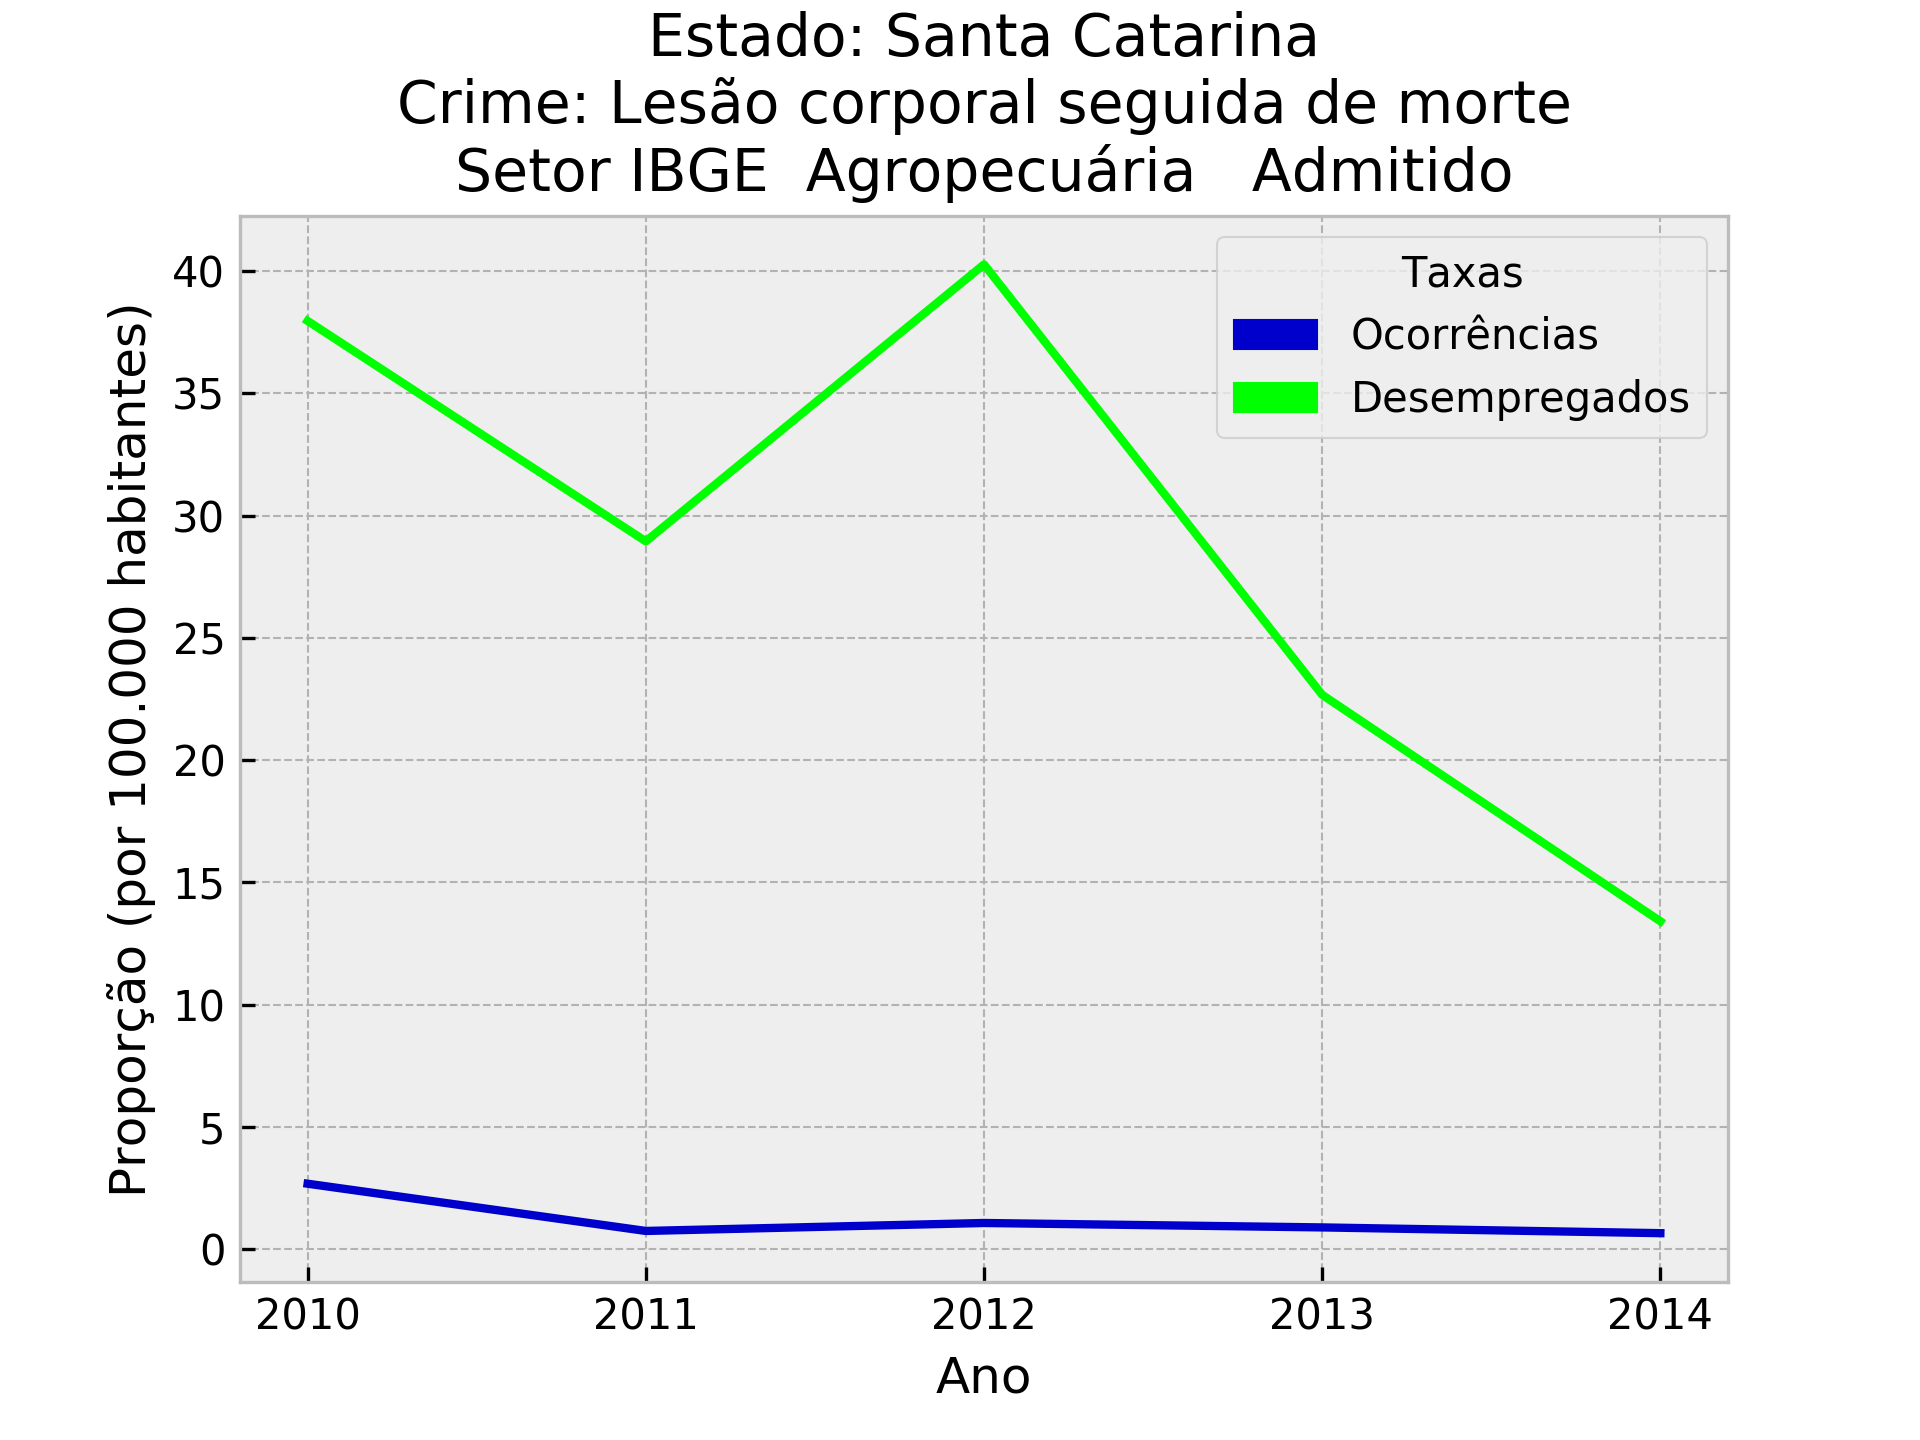 Estado: Santa Catarina
Crime: Lesão corporal seguida de morte
Setor IBGE  Agropecuária   Admitido
Taxas
Ocorrências
Desempregados
Proporção (por 100.000 habitantes)
40
35
30
25
20
15
10
5
0
2010 2011 2012 2013 2014
Ano